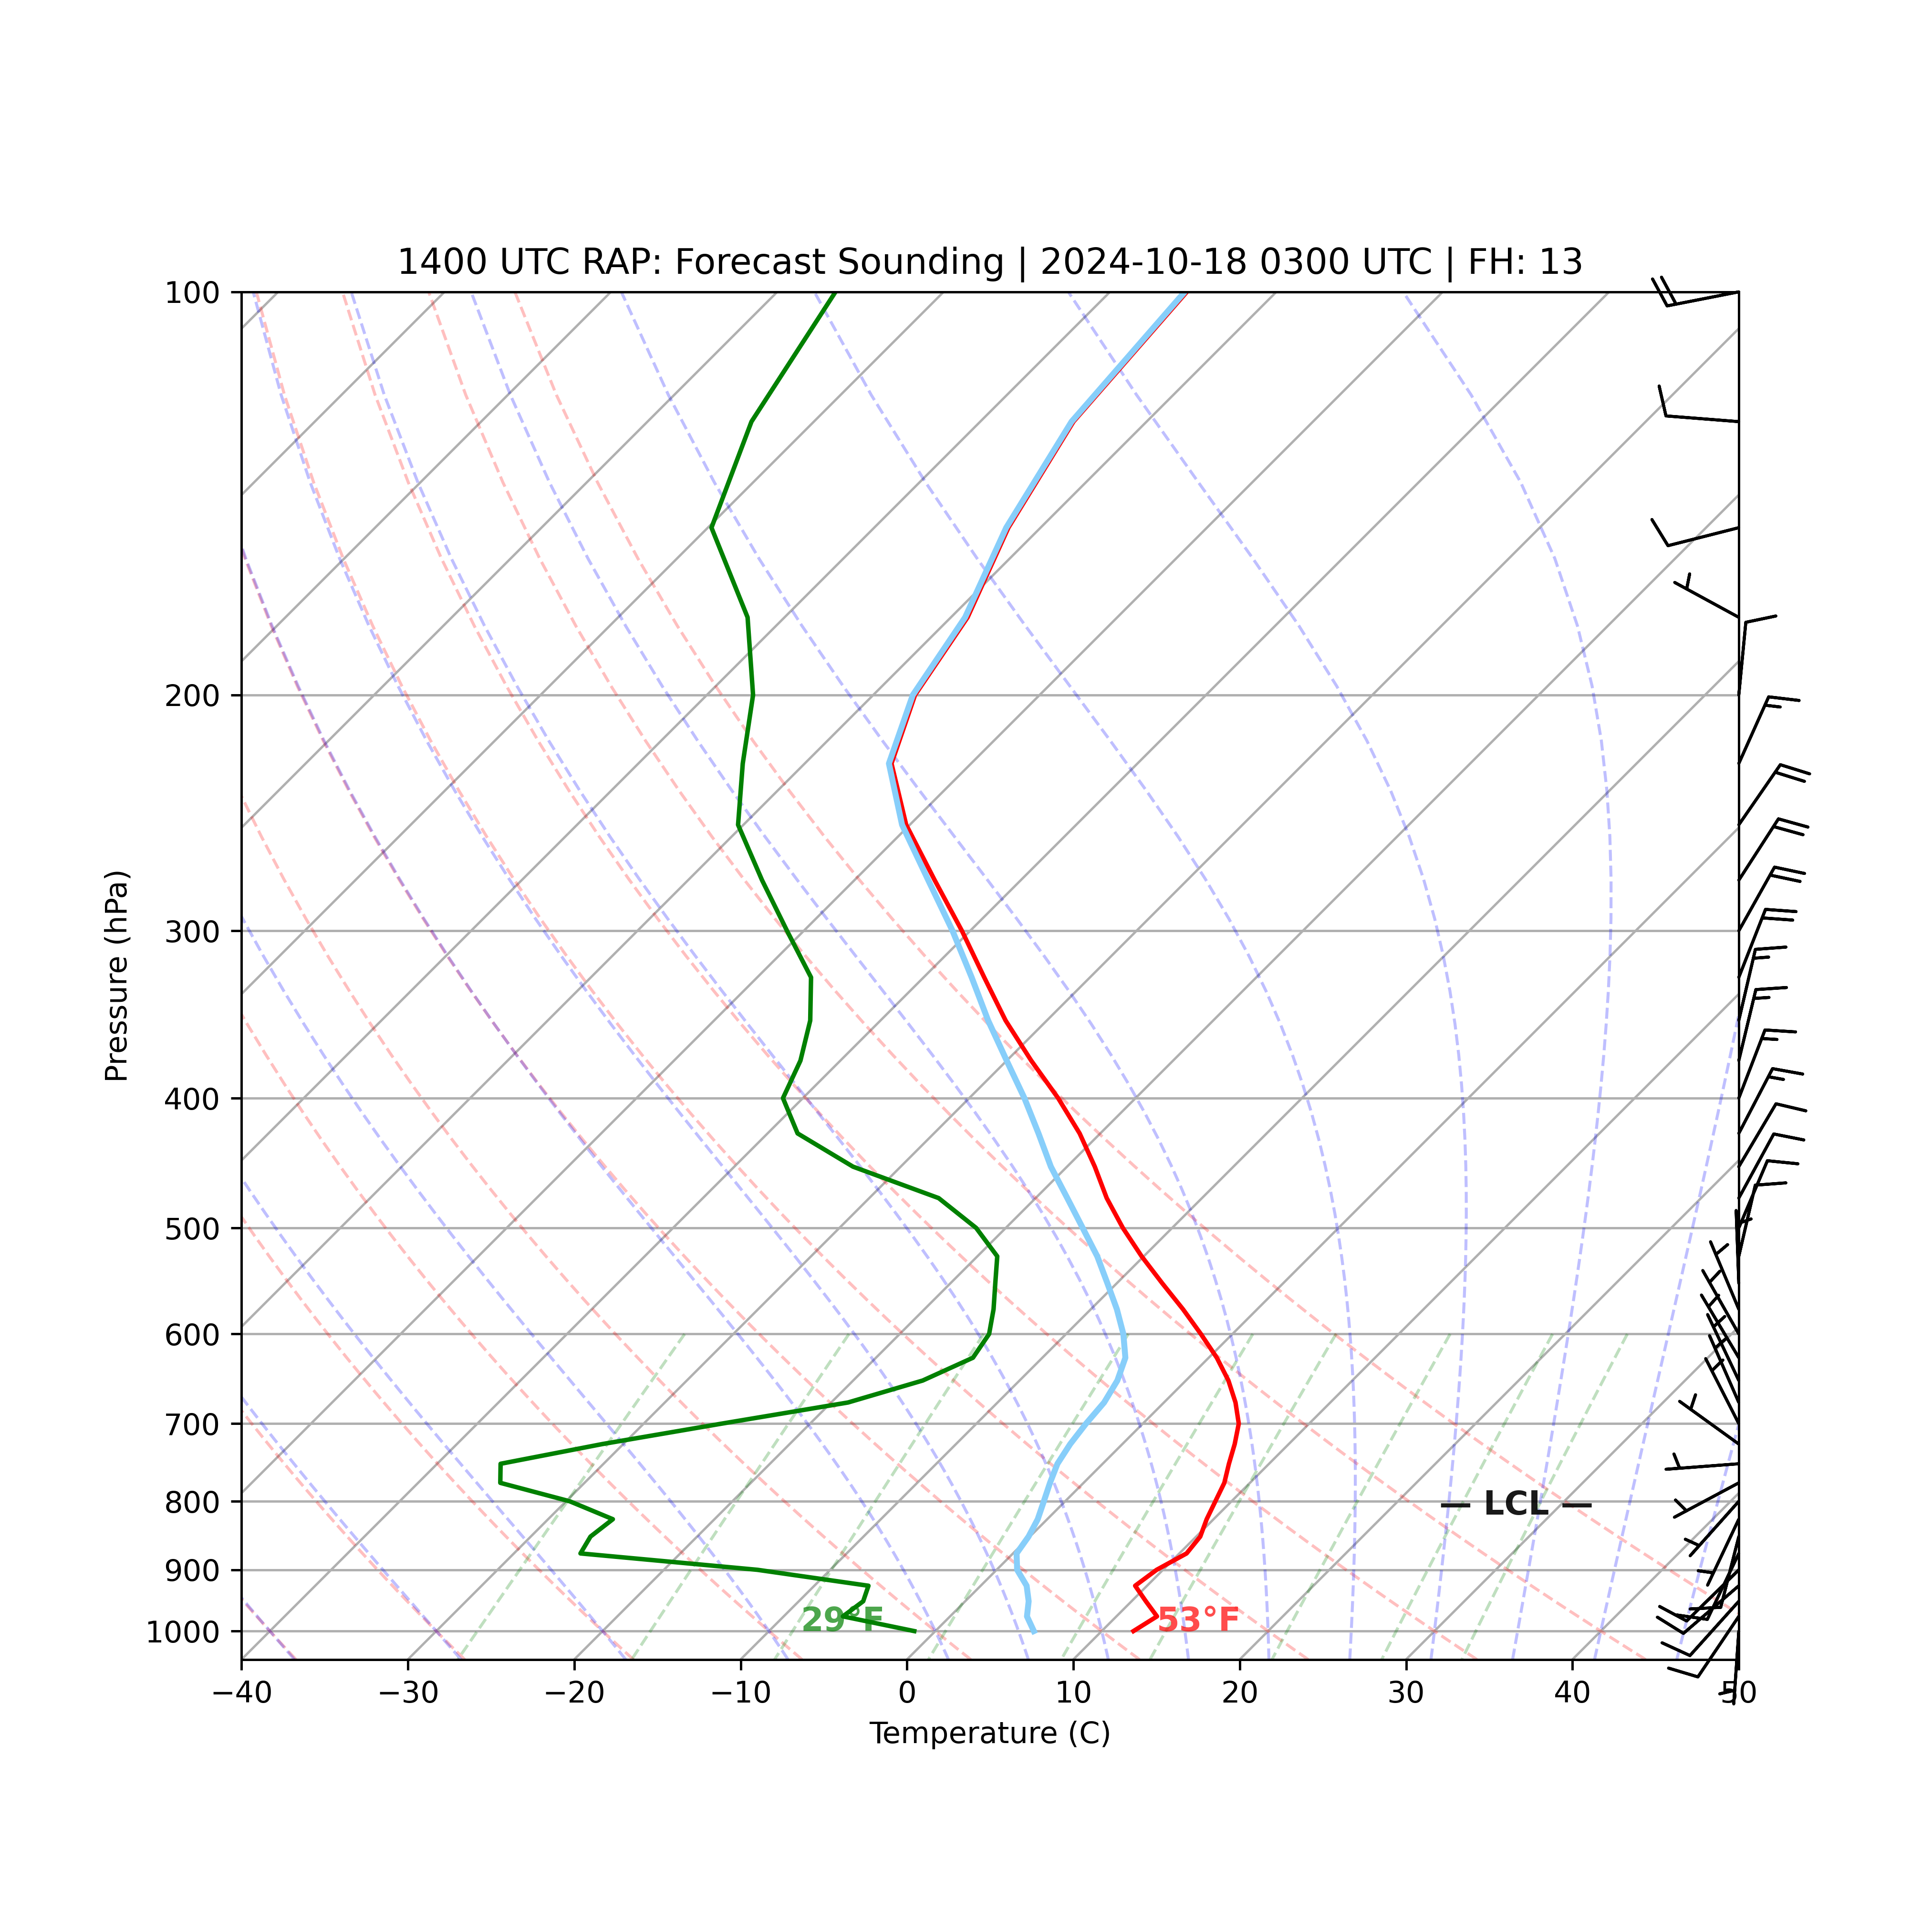 1400 UTC RAP: Forecast Sounding | 2024-10-18 0300 UTC | FH: 13
100
200
300
400
500
600
700
800
900
1000
Pressure (hPa)
— LCL —
29°F
53°F
−40 −30 −20 −10 0 10 20 30 40 50
Temperature (C)